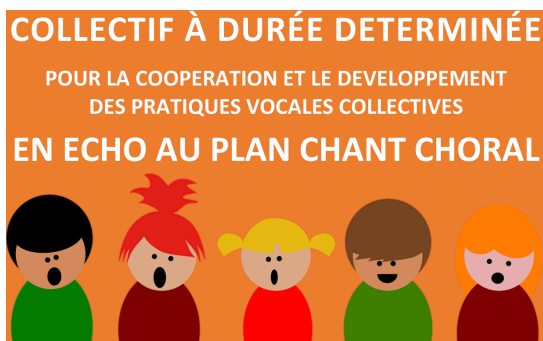 COLLECTIF À DURÉE DETERMINÉE
POUR LA COOPERATION ET LE DEVELOPPEMENT
DES PRATIQUES VOCALES COLLECTIVES
EN ECHO AU PLAN CHANT CHORAL